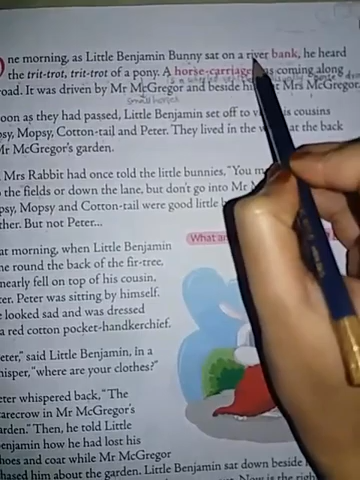 ne morning, as Little Benjamin Bunny sat on a river bank, he heard
the trit-trot, trit-trot of a pony. A horse-carriage was coming along
road. It was driven by Mr McGregor and beside him sat Mrs McGregor.
small horse
oon as they had passed, Little Benjamin set off to his cousins
psy, Mopsy, Cotton-tail and Peter. They lived in the at the back
Mr McGregor's garden.
Mrs Rabbit had once told the little bunnies, "You
the fields or down the lane, but don't go into Mr
psy, Mopsy and Cotton-tail were good little
ther. But not Peter...
at morning, when Little Benjamin
What
me round the back of the fir-tree,
nearly fell on top of his cousin,
ter. Peter was sitting by himself.
looked sad and was dressed
a red cotton pocket-handkerchief.
eter," said Little Benjamin, in a
hisper, "where are your clothes?"
eter whispered back, "The
arecrow in Mr McGregor's
arden." Then, he told Little
enjamin how he had lost his
hoes and coat while Mr McGregor
hased him about the garden. Little Benjamin sat down beside
Now is the righ